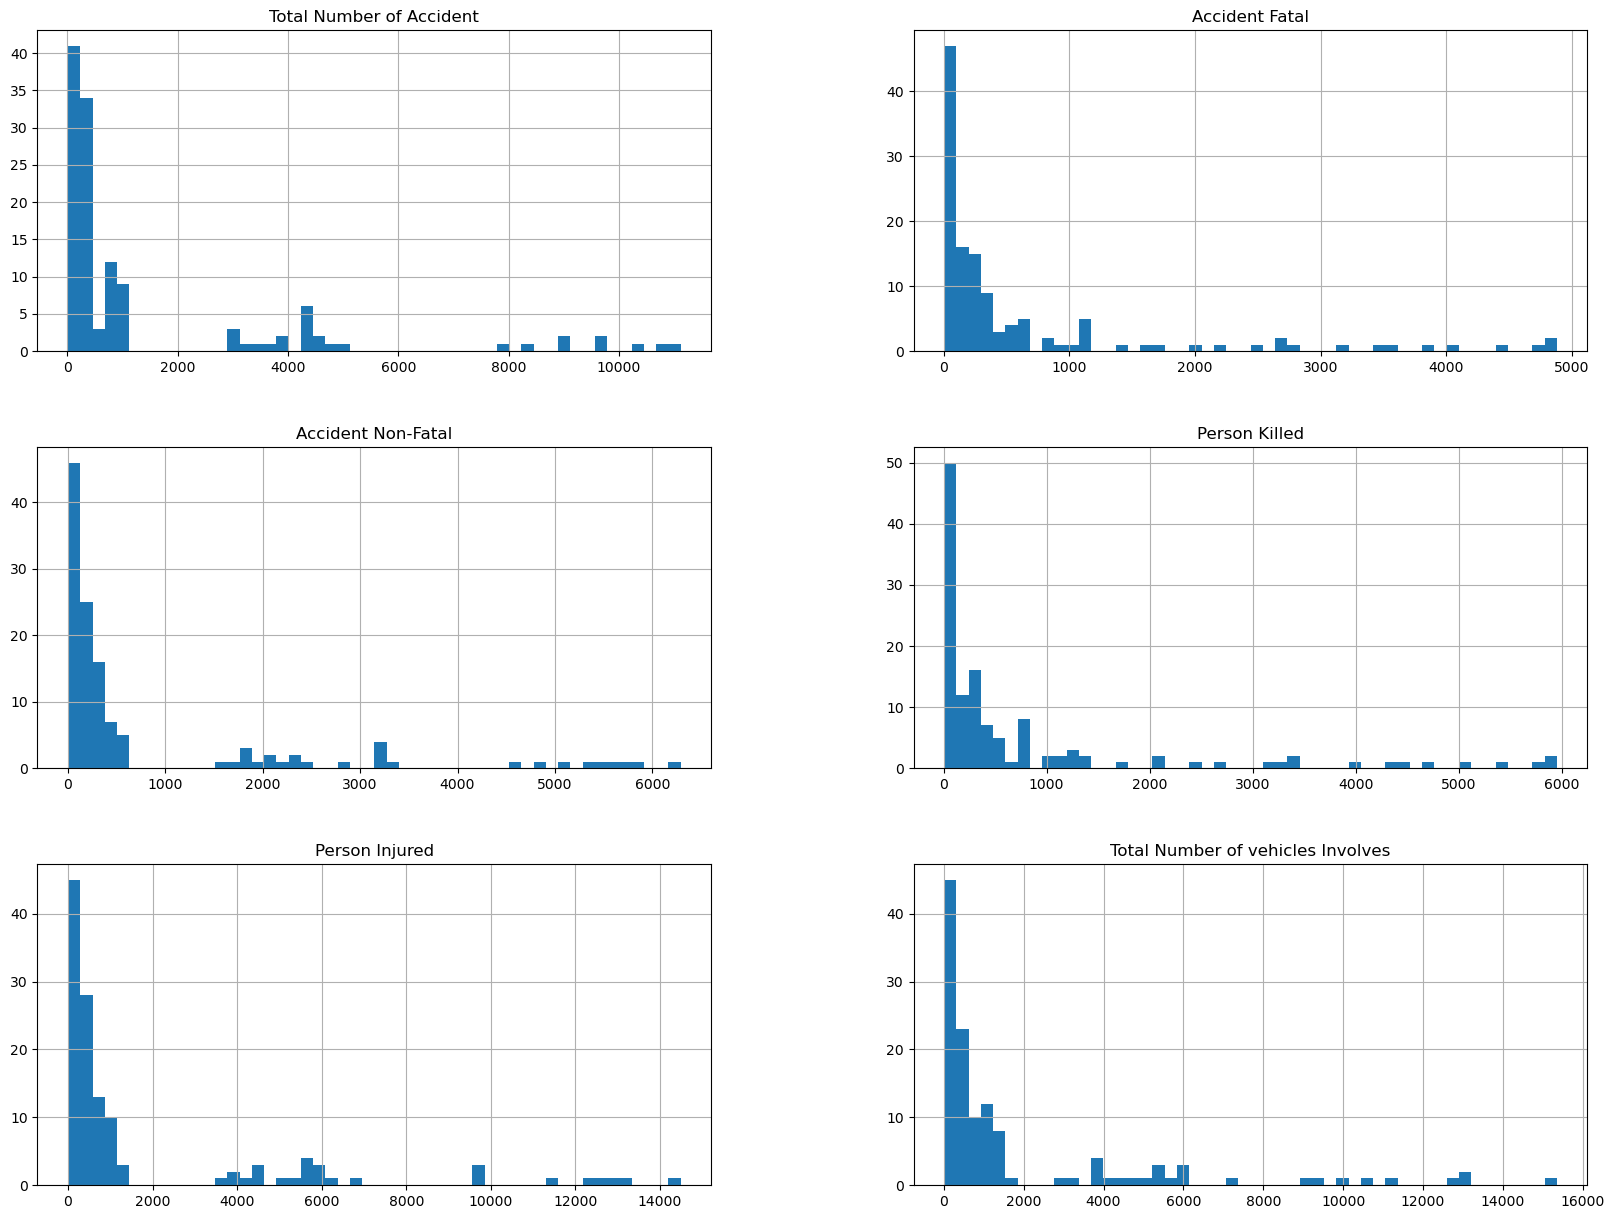 Total Number of Accident
40
35
30
25
20
15
10
5
0
0 2000 4000 6000 8000 10000
Accident Fatal
40
30
20
10
0
0 1000 2000 3000 4000 5000
Accident Non-Fatal
40
30
20
10
0
0 1000 2000 3000 4000 5000 6000
Person Killed
50
40
30
20
10
0
0 1000 2000 3000 4000 5000 6000
Person Injured
40
30
20
10
0
0 2000 4000 6000 8000 10000 12000 14000
Total Number of vehicles Involves
40
30
20
10
0
0 2000 4000 6000 8000 10000 12000 14000 16000